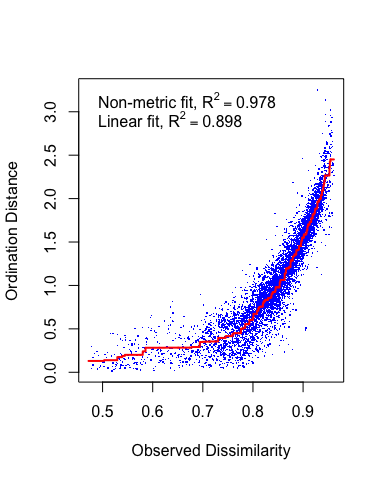 Non-metric fit, R² = 0.978
Linear fit, R² = 0.898
Ordination Distance
3.0
2.5
2.0
1.5
1.0
0.5
0.0
0.5 0.6 0.7 0.8 0.9
Observed Dissimilarity